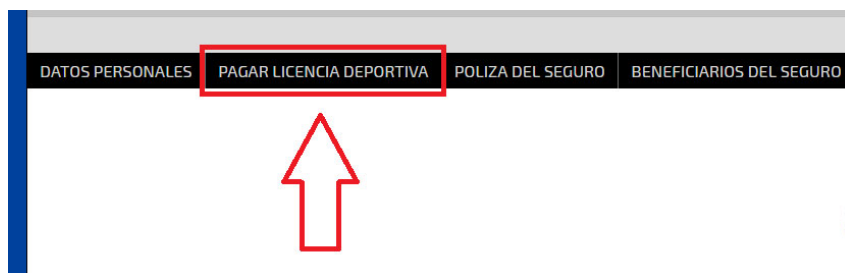 DATOS PERSONALES PAGAR LICENCIA DEPORTIVA POLIZA DEL SEGURO BENEFICIARIOS DEL SEGURO